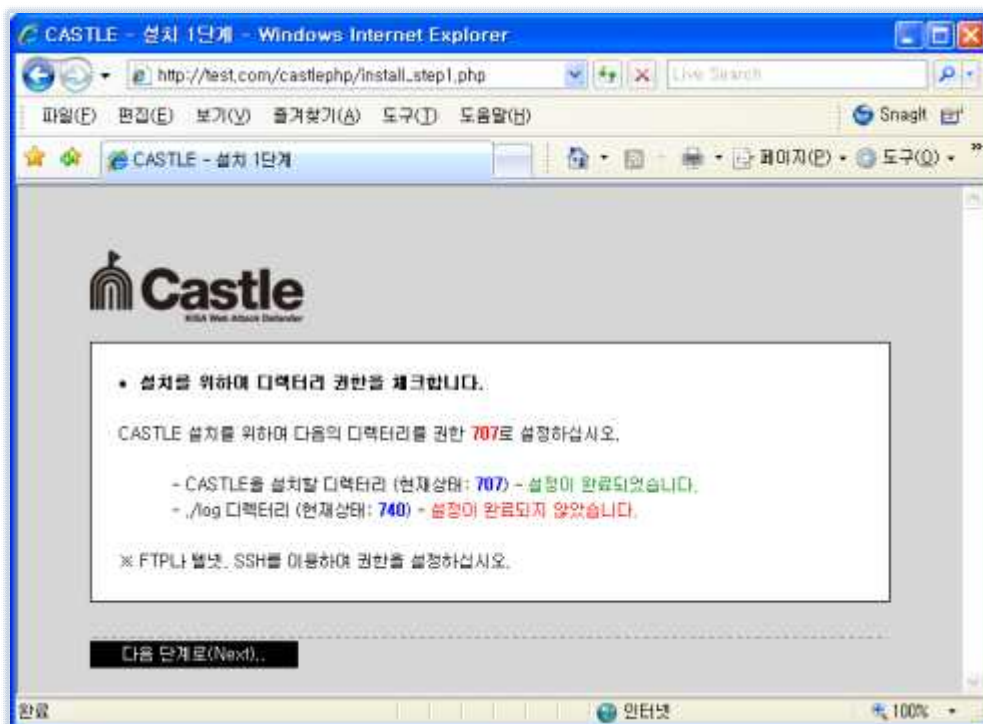 CASTLE - 설치 1단계 - Windows Internet Explorer
http://test.com/castlephp/install_step1.php
Live Search
파일(F) 편집(E) 보기(V) 즐겨찾기(A) 도구(T) 도움말(H)
SnagIt
CASTLE - 설치 1단계
페이지(P)
도구(O)
Castle
KISA Web Attack Defender
• 설치를 위하여 디렉터리 권한을 체크합니다.
CASTLE 설치를 위하여 다음의 디렉터리를 권한 707로 설정하십시오.
- CASTLE을 설치할 디렉터리 (현재상태: 707) - 설정이 완료되었습니다.
- ./log 디렉터리 (현재상태: 740) - 설정이 완료되지 않았습니다.
※ FTP나 텔넷, SSH를 이용하여 권한을 설정하십시오.
다음 단계로(Next)..
완료
인터넷
100%